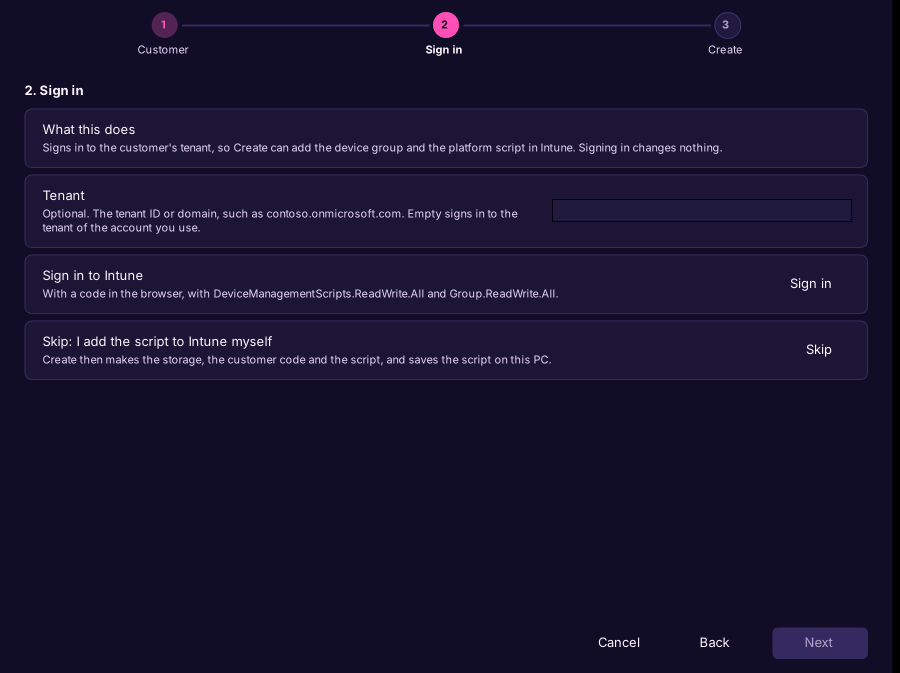 1
2
3
Customer
Sign in
Create
2. Sign in
What this does
Signs in to the customer's tenant, so Create can add the device group and the platform script in Intune. Signing in changes nothing.
Tenant
Optional. The tenant ID or domain, such as contoso.onmicrosoft.com. Empty signs in to the
tenant of the account you use.
Sign in to Intune
With a code in the browser, with DeviceManagementScripts.ReadWrite.All and Group.ReadWrite.All.
Sign in
Skip: I add the script to Intune myself
Create then makes the storage, the customer code and the script, and saves the script on this PC.
Skip
Cancel
Back
Next